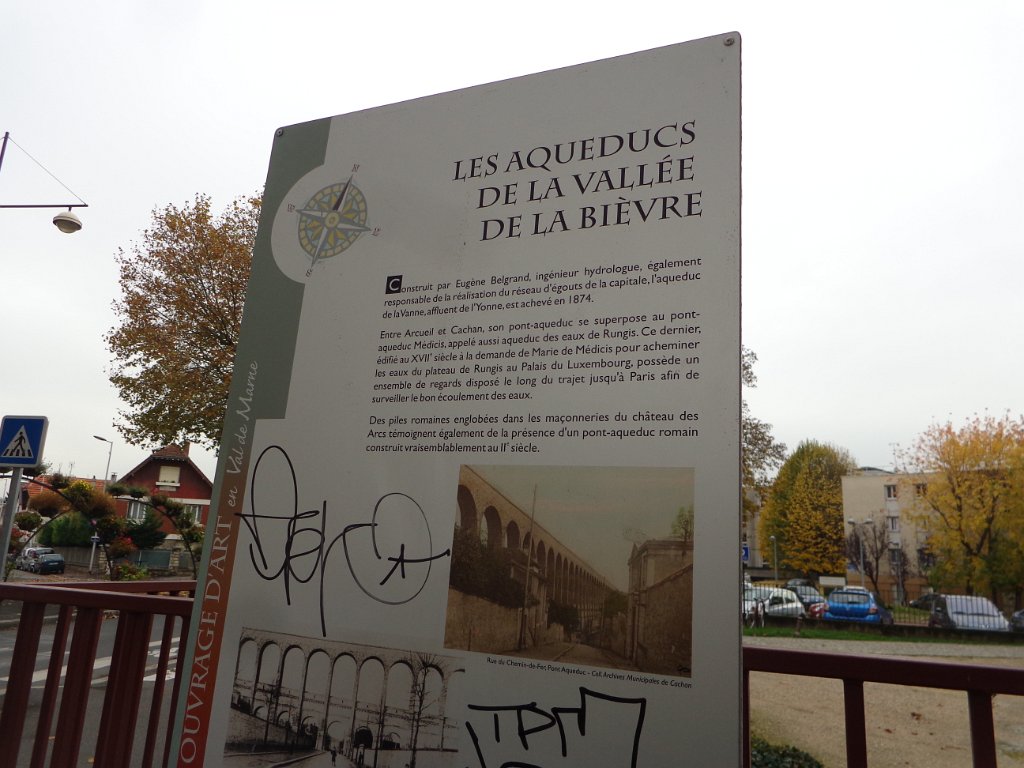 LES AQUEDUCS
DE LA VALLÉE
DE LA BIÈVRE
Construit par Eugène Belgrand, ingénieur hydrologue, également
responsable de la réalisation du réseau d'égouts de la capitale, l'aqueduc
de la Vanne, affluent de l'Yonne, est achevé en 1874.
Entre Arcueil et Cachan, son pont-aqueduc se superpose au pont-
aqueduc Médicis, appelé aussi aqueduc des eaux de Rungis. Ce dernier,
édifié au XVIIe siècle à la demande de Marie de Médicis pour acheminer
les eaux du plateau de Rungis au Palais du Luxembourg, possède un
ensemble de regards disposé le long du trajet jusqu'à Paris afin de
surveiller le bon écoulement des eaux.
Des piles romaines englobées dans les maçonneries du château des
Arcs témoignent également de la présence d'un pont-aqueduc romain
construit vraisemblablement au IIe siècle.
Rue du Chemin-de-Fer, Pont Aqueduc - Coll. Archives Municipales de Cachan
OUVRAGE D'ART en Val de Marne